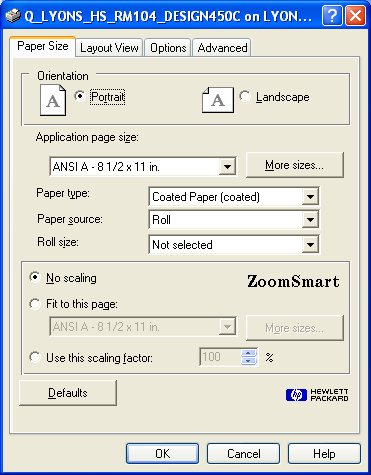 Q_LYONS_HS_RM104_DESIGN450C on LYON...
Paper Size Layout View Options Advanced
Orientation
A Portrait A Landscape
Application page size:
ANSI A - 8 1/2 x 11 in. More sizes...
Paper type: Coated Paper (coated)
Paper source: Roll
Roll size: Not selected
No scaling ZoomSmart
Fit to this page:
ANSI A - 8 1/2 x 11 in. More sizes...
Use this scaling factor: 100 %
Defaults
hp HEWLETT
PACKARD
OK Cancel Help